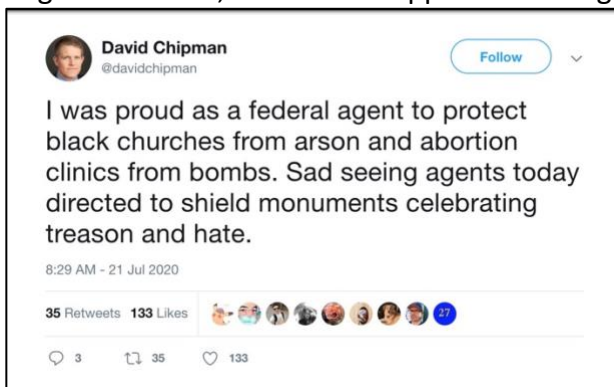 David Chipman
@davidchipman
Follow
I was proud as a federal agent to protect
black churches from arson and abortion
clinics from bombs. Sad seeing agents today
directed to shield monuments celebrating
treason and hate.
8:29 AM - 21 Jul 2020
35 Retweets 133 Likes 27
3 35 133